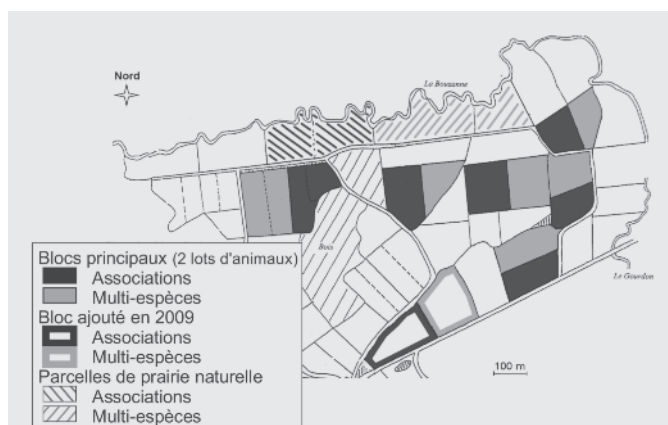 Nord
La Bouzanne
Bois
Le Gourdon
Blocs principaux (2 lots d'animaux)
Associations
Multi-espèces
Bloc ajouté en 2009
Associations
Multi-espèces
Parcelles de prairie naturelle
Associations
Multi-espèces
100 m